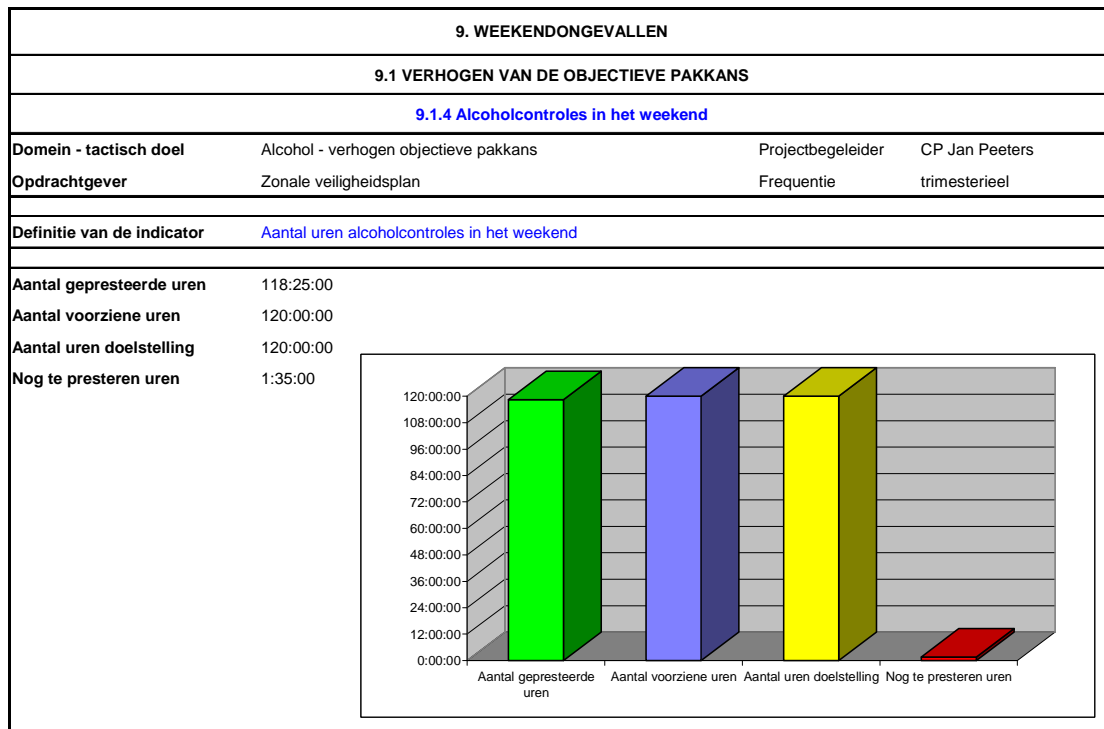 9. WEEKENDONGEVALLEN
9.1 VERHOGEN VAN DE OBJECTIEVE PAKKANS
9.1.4 Alcoholcontroles in het weekend
Domein - tactisch doel Alcohol - verhogen objectieve pakkans Projectbegeleider CP Jan Peeters
Opdrachtgever Zonale veiligheidsplan Frequentie trimesterieel
Definitie van de indicator Aantal uren alcoholcontroles in het weekend
Aantal gepresteerde uren 118:25:00
Aantal voorziene uren 120:00:00
Aantal uren doelstelling 120:00:00
Nog te presteren uren 1:35:00
120:00:00
108:00:00
96:00:00
84:00:00
72:00:00
60:00:00
48:00:00
36:00:00
24:00:00
12:00:00
0:00:00
Aantal gepresteerde uren Aantal voorziene uren Aantal uren doelstelling Nog te presteren uren